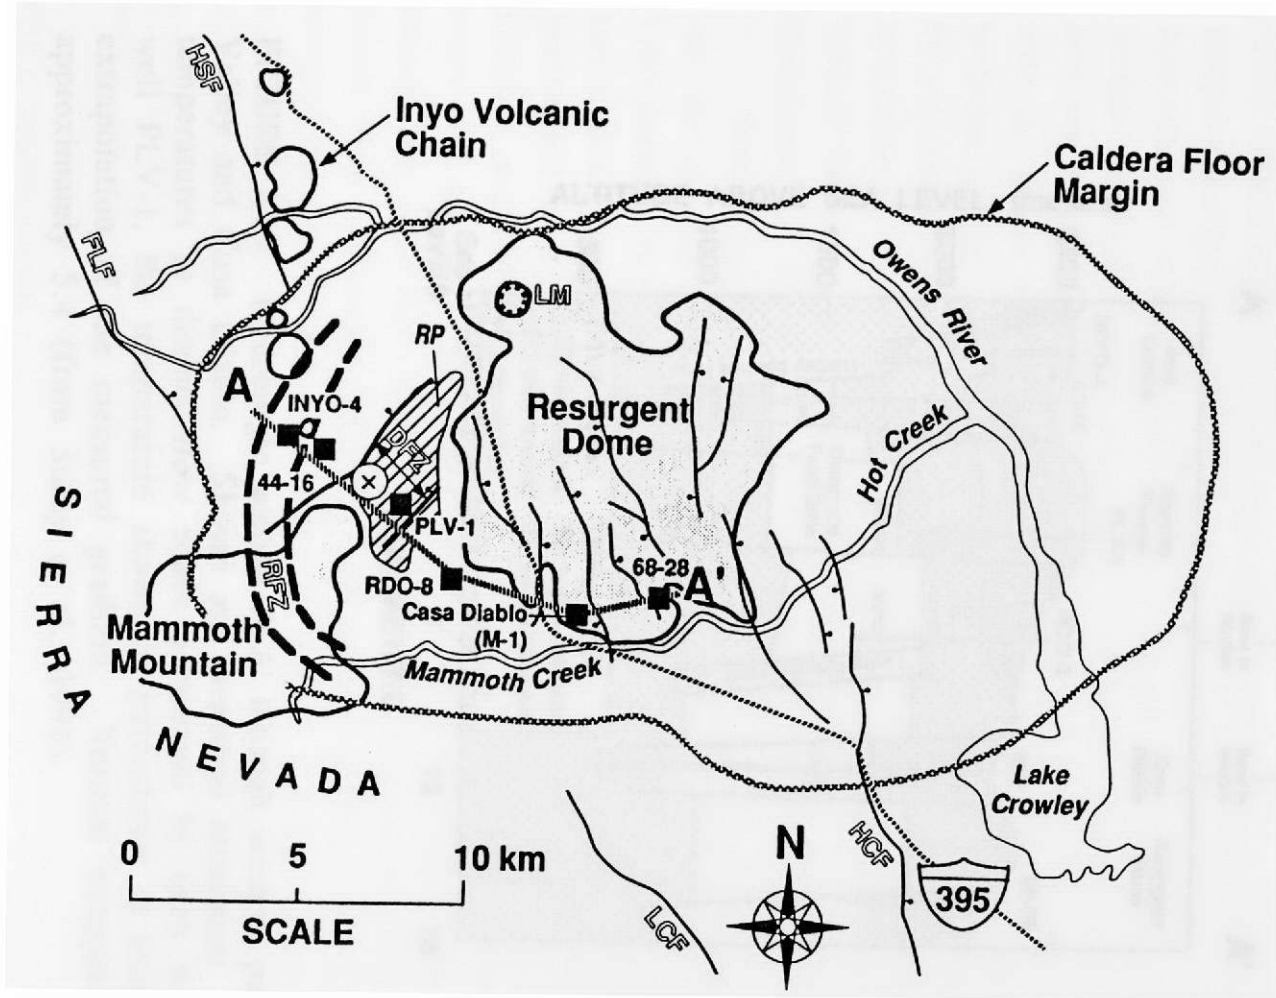 HSF
Inyo Volcanic
Chain
Caldera Floor
Margin
FLF
Owens
River
LM
RP
A
INYO-4
Resurgent
Dome
Hot Creek
DFZ
44-16
PLV-1
SIERRA
NEVADA
RFZ
RDO-8
68-28
A'
Casa Diablo
(M-1)
Mammoth
Mountain
Mammoth Creek
Lake
Crowley
0 5 10 km
SCALE
N
HCF
LCF
395